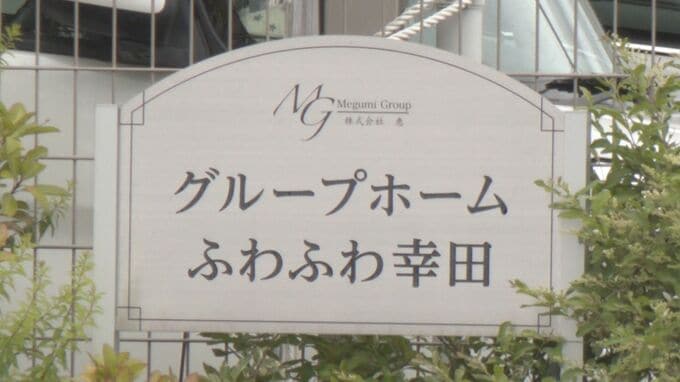 MG Megumi Group
株式会社 恵
グループホーム
ふわふわ幸田